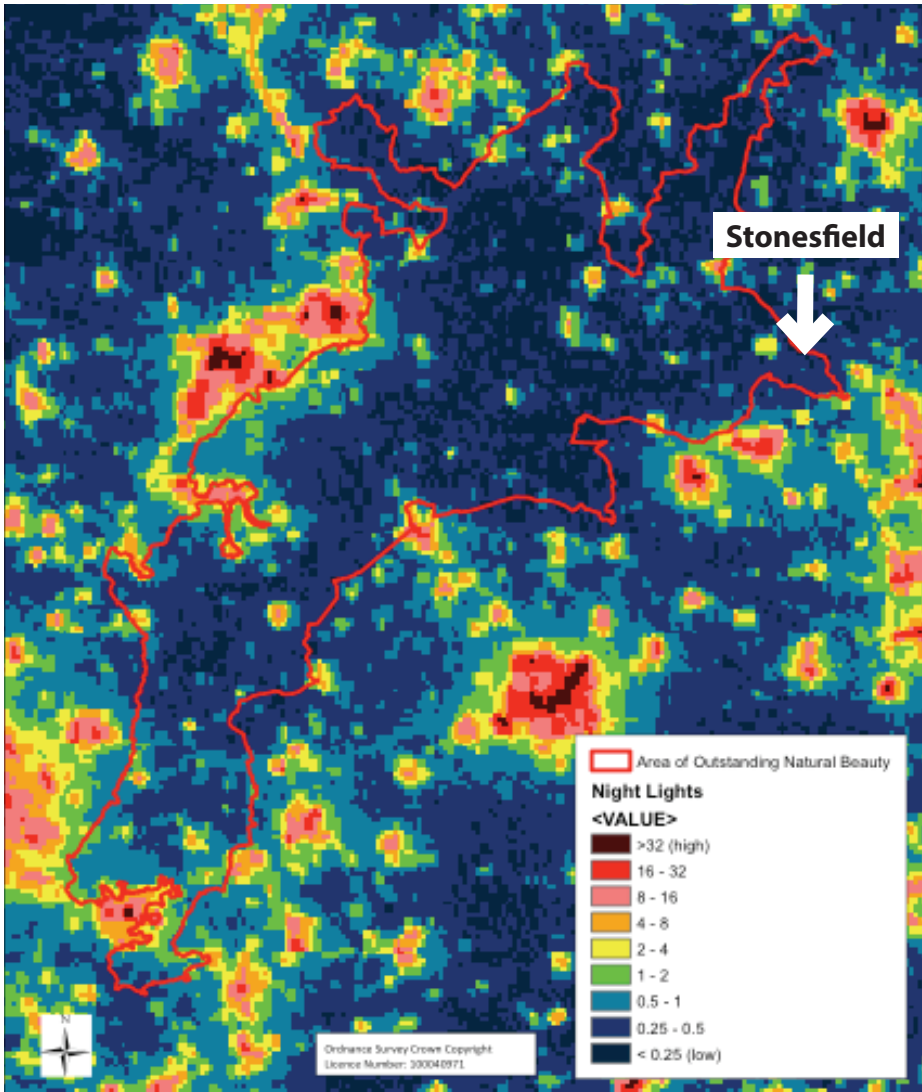 Stonesfield
Area of Outstanding Natural Beauty
Night Lights
<VALUE>
>32 (high)
16 - 32
8 - 16
4 - 8
2 - 4
1 - 2
0.5 - 1
0.25 - 0.5
< 0.25 (low)
N
Ordnance Survey Crown Copyright
Licence Number: 100040971